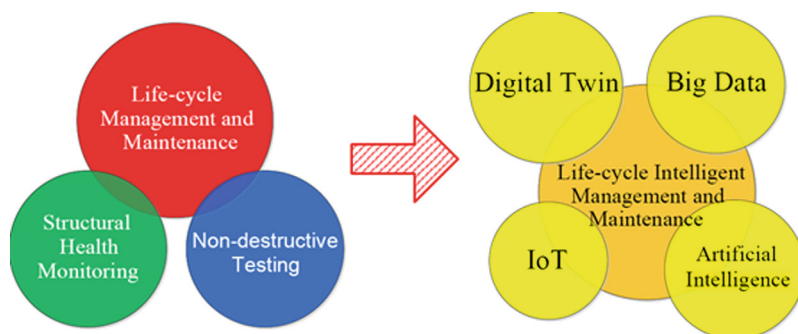 Life-cycle
Management and
Maintenance
Structural
Health
Monitoring
Non-destructive
Testing
Digital Twin
Big Data
Life-cycle Intelligent
Management and
Maintenance
IoT
Artificial
Intelligence